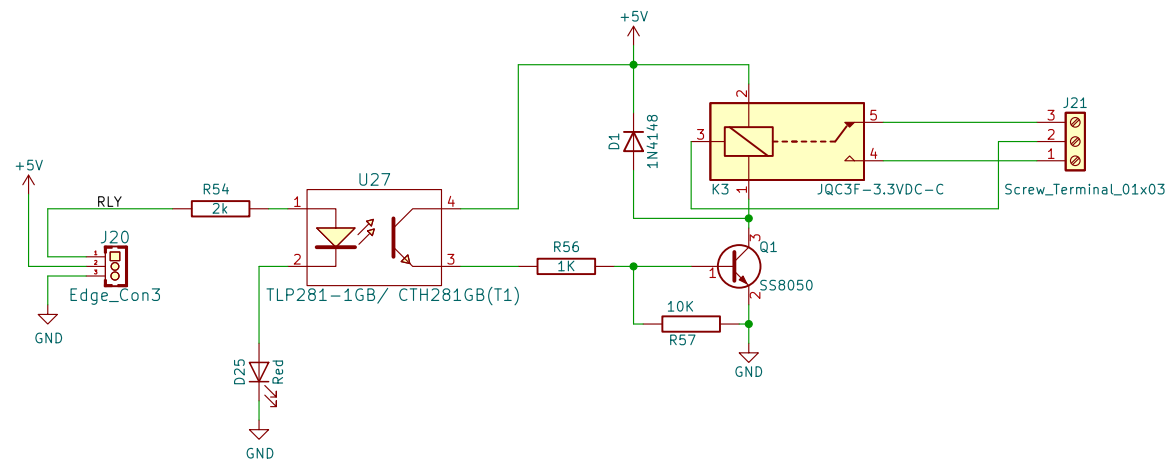 +5V
J21
3
2
1
Screw_Terminal_01x03
2
5
3
4
K3
1
JQC3F-3.3VDC-C
D1
1N4148
+5V
RLY
R54
2k
U27
1
4
2
3
TLP281-1GB/ CTH281GB(T1)
J20
1
2
3
Edge_Con3
GND
R56
1K
3
Q1
1
2
SS8050
10K
R57
GND
D25
Red
GND